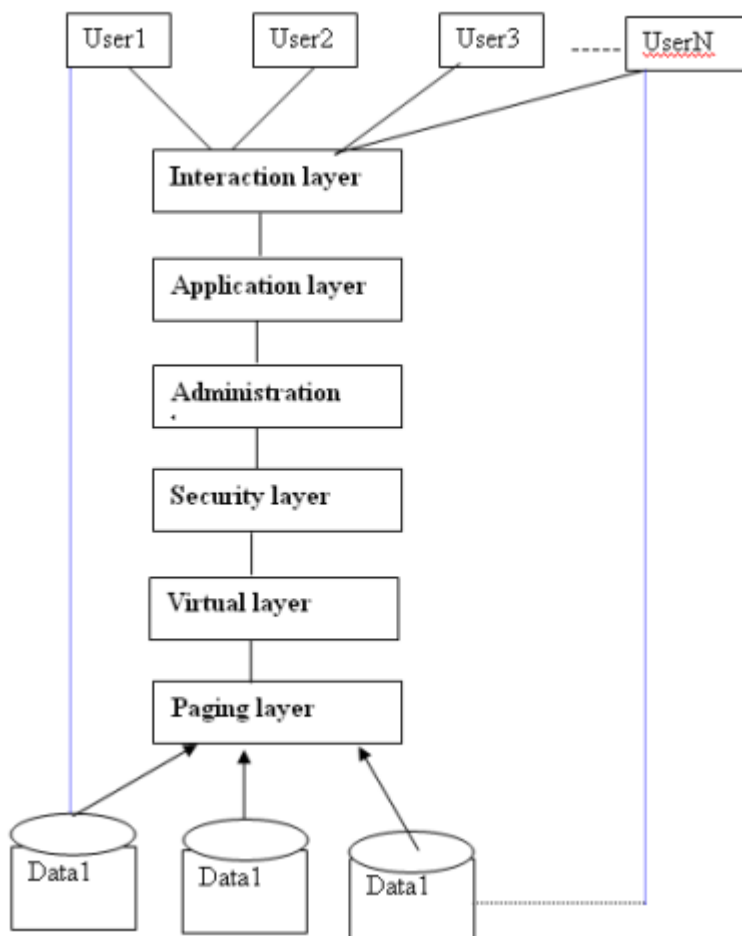 User1
User2
User3
UserN
Interaction layer
Application layer
Administration
Security layer
Virtual layer
Paging layer
Data1
Data1
Data1